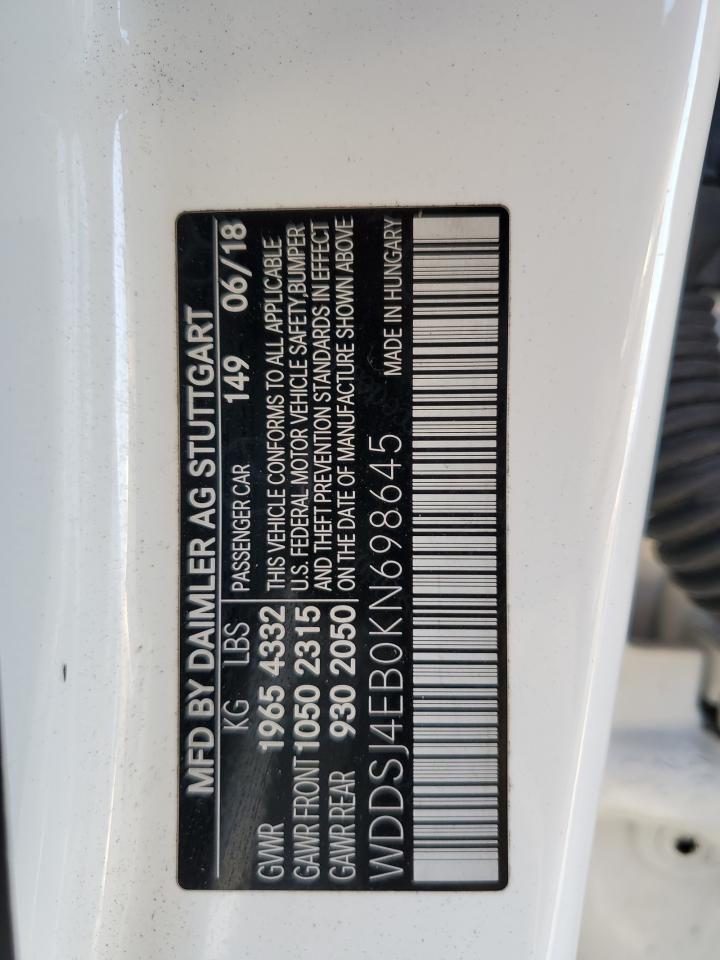 MFD BY DAIMLER AG STUTTGART
KG LBS PASSENGER CAR 149 06/18
GVWR 1965 4332 THIS VEHICLE CONFORMS TO ALL APPLICABLE
GAWR FRONT 1050 2315 U.S. FEDERAL MOTOR VEHICLE SAFETY,BUMPER
AND THEFT PREVENTION STANDARDS IN EFFECT
GAWR REAR 930 2050 ON THE DATE OF MANUFACTURE SHOWN ABOVE
WDDSJ4EB0KN698645 MADE IN HUNGARY